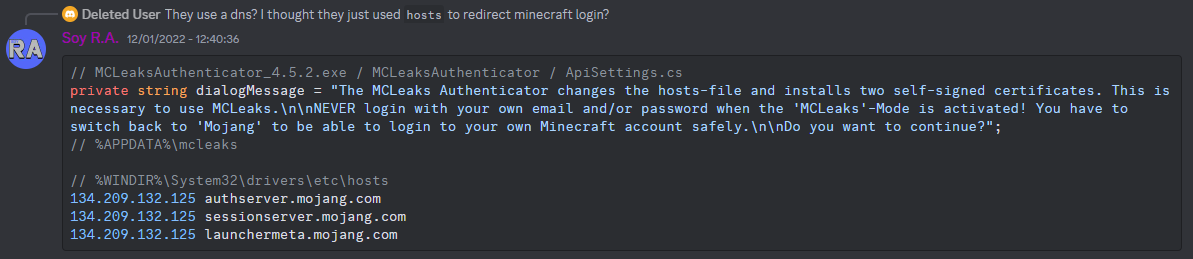 Deleted User They use a dns? I thought they just used hosts to redirect minecraft login?
RA
Soy R.A. 12/01/2022 - 12:40:36
// MCLeaksAuthenticator_4.5.2.exe / MCLeaksAuthenticator / ApiSettings.cs
private string dialogMessage = "The MCLeaks Authenticator changes the hosts-file and installs two self-signed certificates. This is
necessary to use MCLeaks.\n\nNEVER login with your own email and/or password when the 'MCLeaks'-Mode is activated! You have to
switch back to 'Mojang' to be able to login to your own Minecraft account safely.\n\nDo you want to continue?";
// %APPDATA%\mcleaks
// %WINDIR%\System32\drivers\etc\hosts
134.209.132.125 authserver.mojang.com
134.209.132.125 sessionserver.mojang.com
134.209.132.125 launchermeta.mojang.com